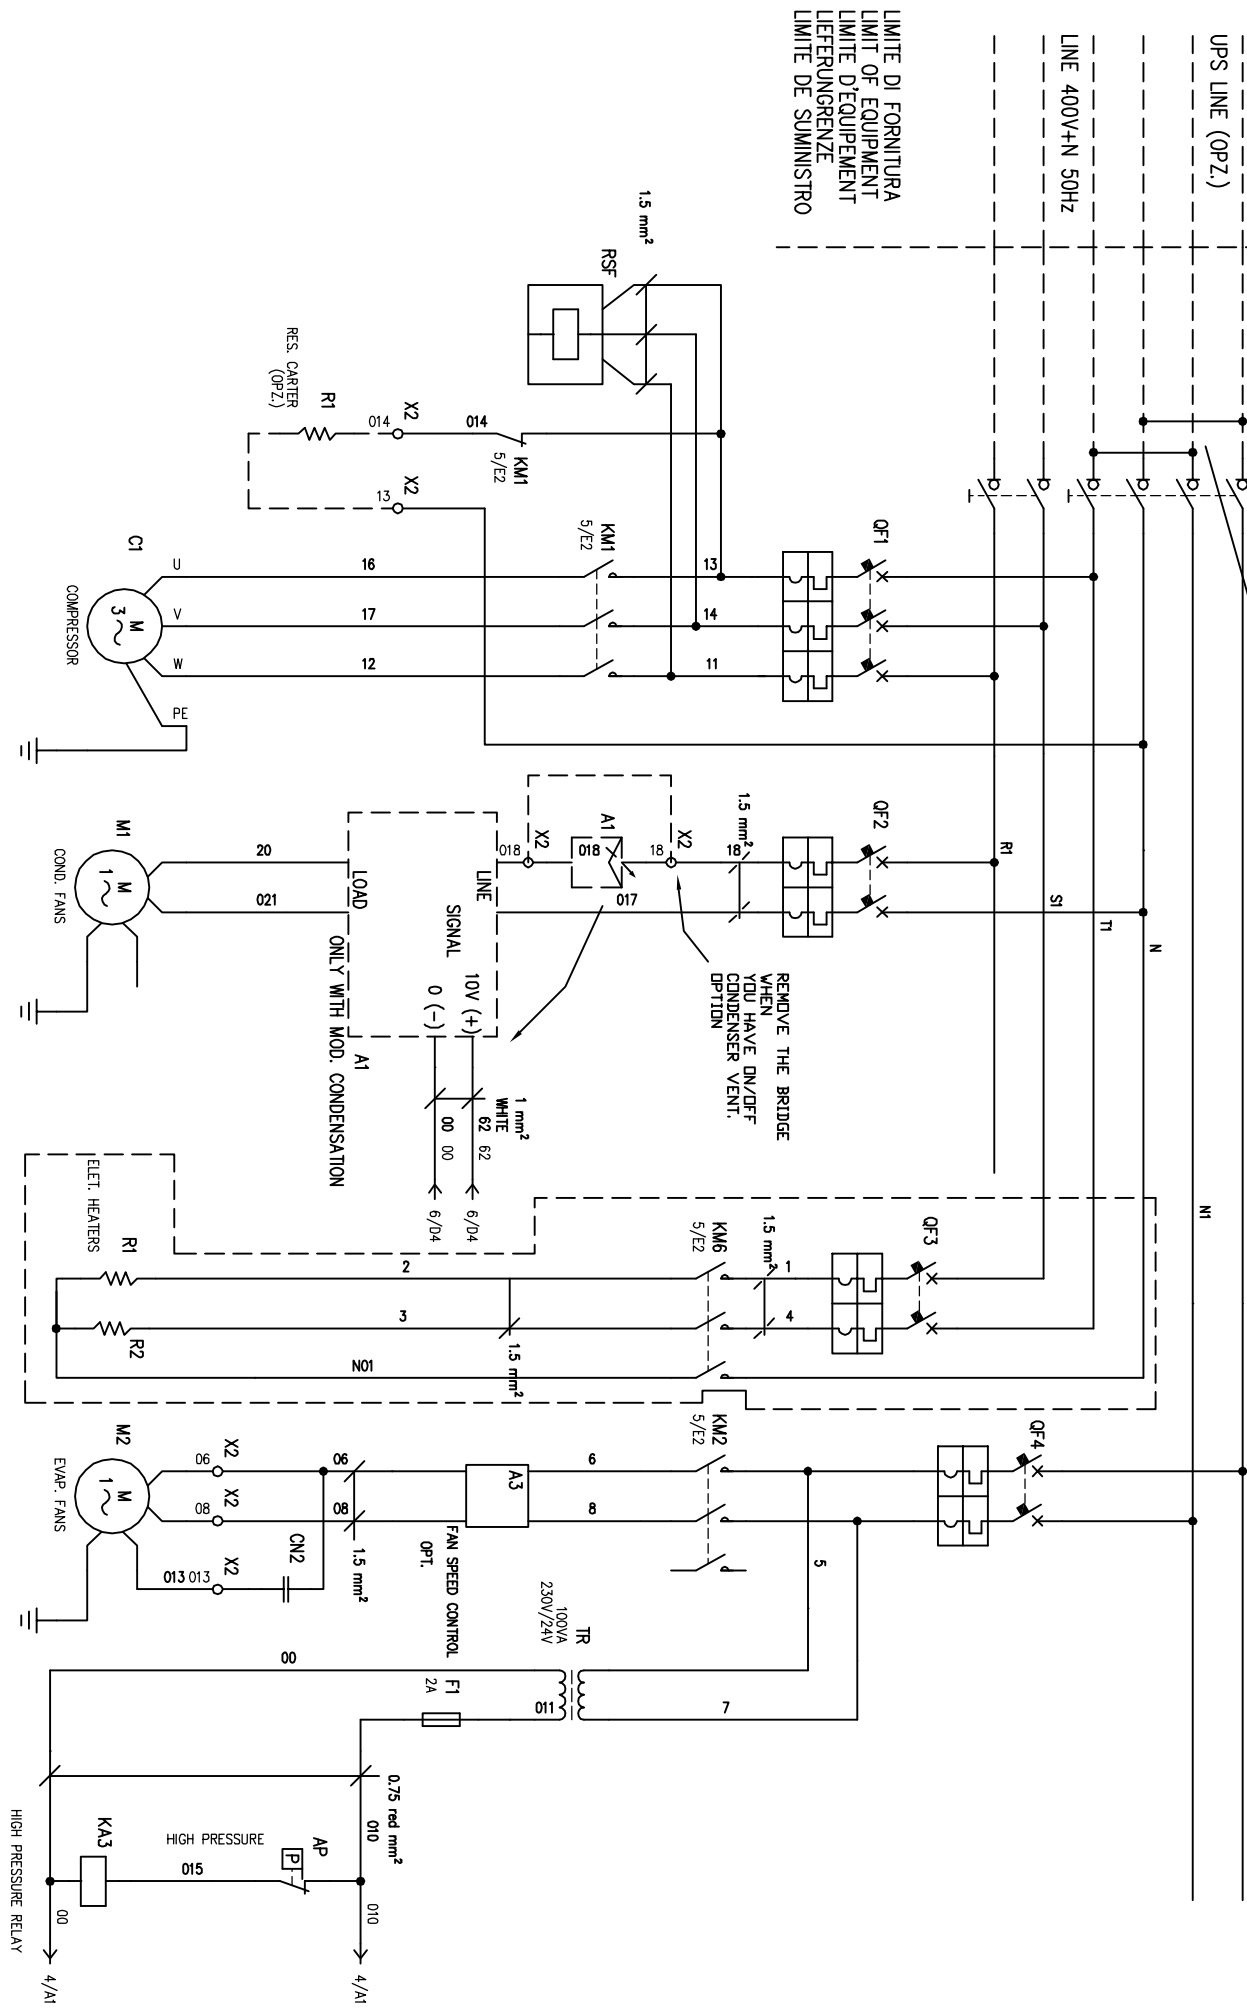 UPS LINE (OPZ.)
LINE 400V+N 50Hz
LIMITE DI FORNITURA
LIMIT OF EQUIPMENT
LIMITE D'EQUIPEMENT
LIEFERUNGRENZE
LIMITE DE SUMINISTRO
1.5 mm²
RSF
RES. CARTER
(OPZ.)
R1
014
X2
014
KM1
5/E2
13
X2
QF1
KM1
5/E2
13
14
11
16
17
12
C1
U
V
W
PE
M
3
COMPRESSOR
R1
S1
T1
N
N1
QF2
1.5 mm²
18
017
X2
18
A1
018
X2
018
REMOVE THE BRIDGE
WHEN
YOU HAVE ON/OFF
CONDENSER VENT.
OPTION
LINE
LOAD
SIGNAL
10V (+)
0 (-)
A1
ONLY WITH MOD. CONDENSATION
1 mm²
WHITE
62
62
00
00
6/D4
6/D4
20
021
M1
M
1
COND. FANS
QF3
1.5 mm²
1
4
KM6
5/E2
2
3
N01
1.5 mm²
R1
R2
ELET. HEATERS
QF4
KM2
5/E2
6
8
5
7
A3
FAN SPEED CONTROL
OPT.
06
08
1.5 mm²
CN2
X2
06
X2
08
X2
013
013
M2
M
1
EVAP. FANS
TR
100VA
230V/24V
011
F1
2A
00
0.75 red mm²
010
010
AP
P
HIGH PRESSURE
015
KA3
00
HIGH PRESSURE RELAY
4/A1
4/A1